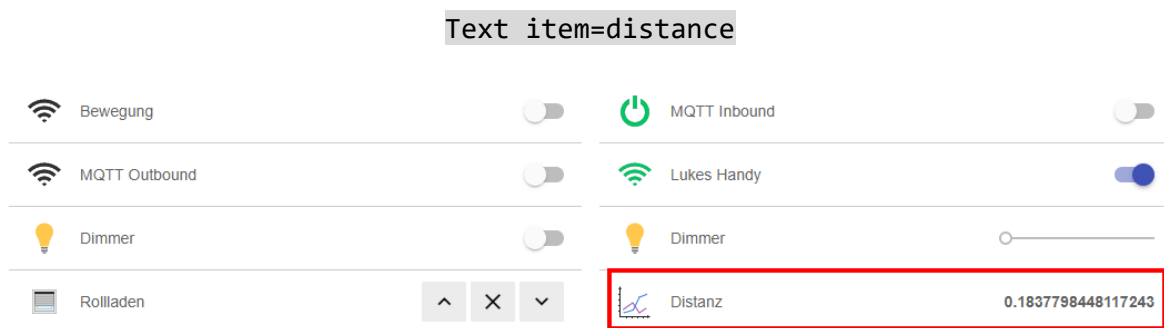 Text item=distance
Bewegung
MQTT Inbound
MQTT Outbound
Lukes Handy
Dimmer
Dimmer
Rollladen
Distanz 0.1837798448117243